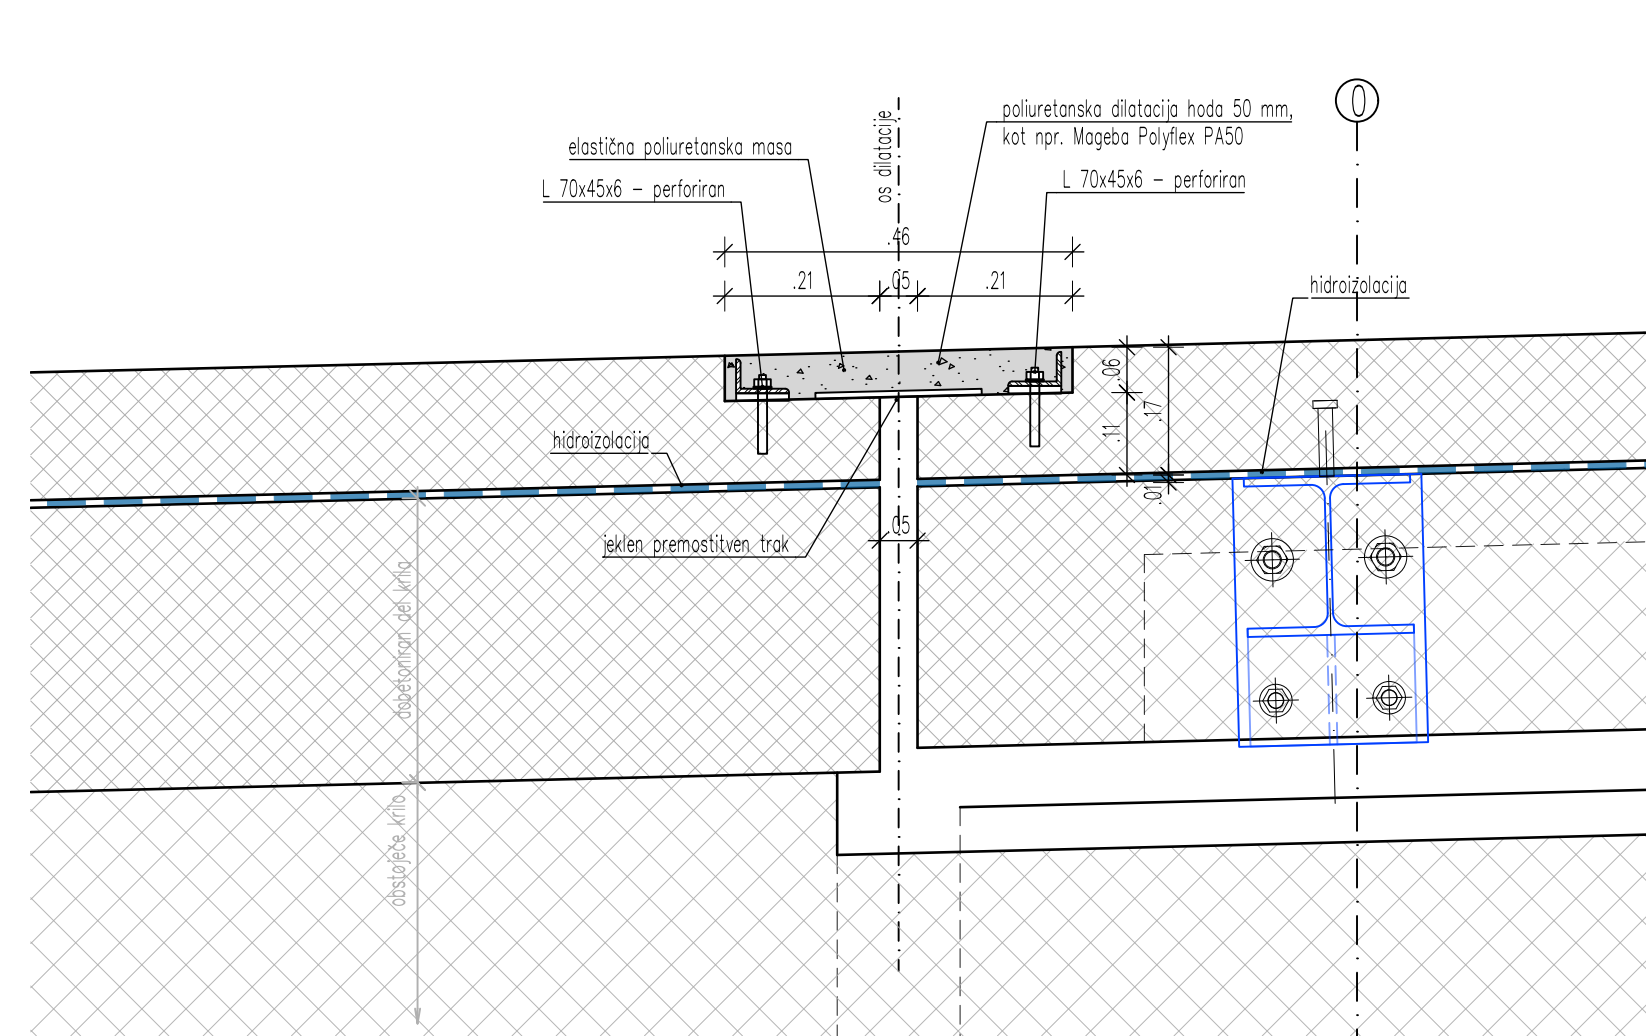 poliuretanska dilatacija hoda 50 mm,
kot npr. Mageba Polyflex PA50
0
elastična poliuretanska masa
os dilatacije
L 70x45x6 – perforiran
L 70x45x6 – perforiran
.46
.21
.05
.21
hidroizolacija
.06
.17
.11
hidroizolacija
.01
.05
jeklen premostitven trak
dobetoniran del krila
obstoječe krilo